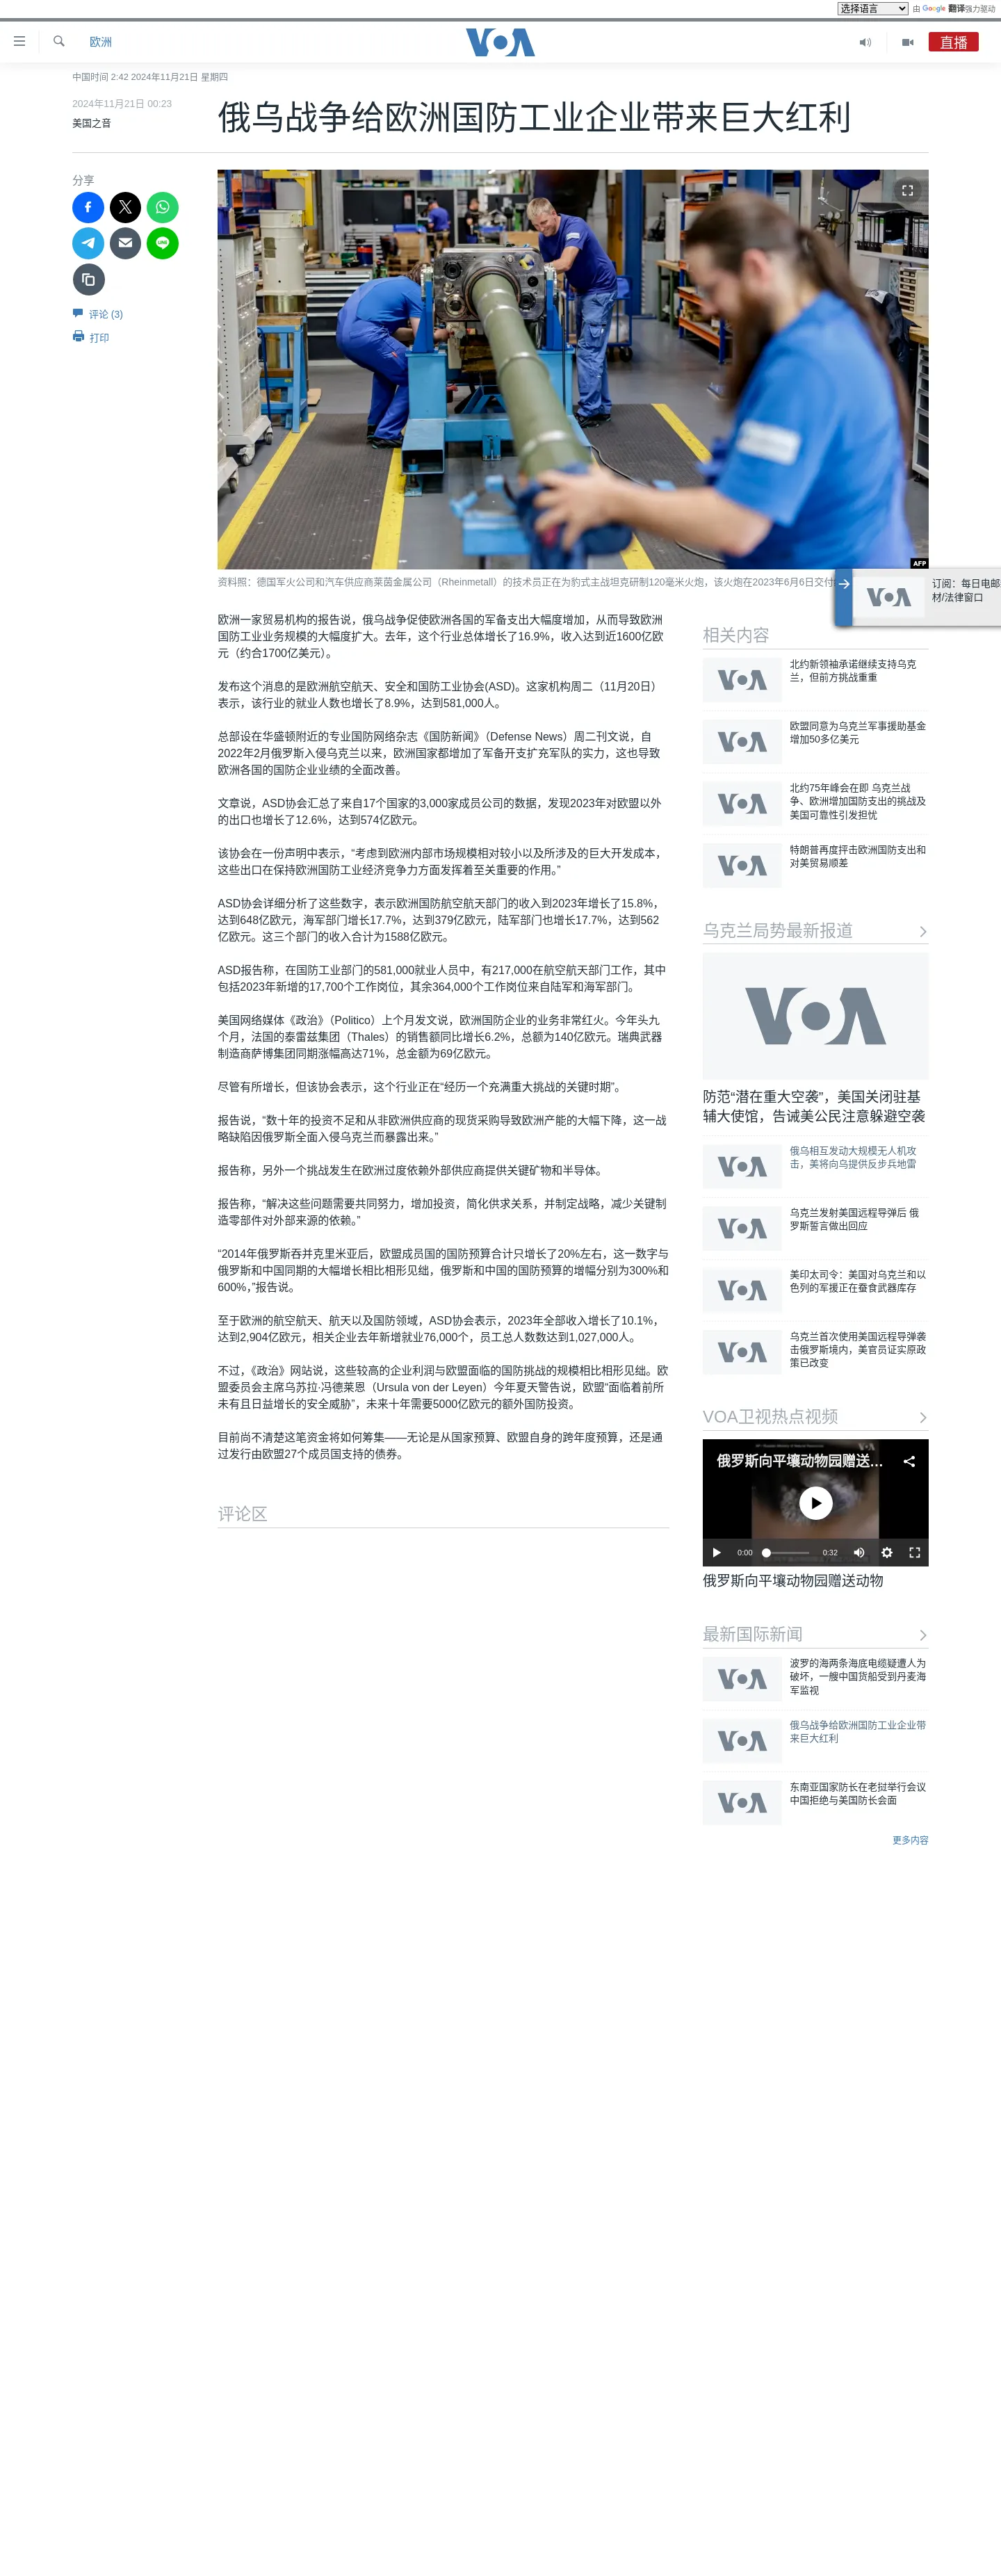 选择语言 由 Google 翻译强力驱动
欧洲
VOA
直播
中国时间 2:42 2024年11月21日 星期四
2024年11月21日 00:23
美国之音
俄乌战争给欧洲国防工业企业带来巨大红利
分享
评论 (3)
打印
AFP
资料照：德国军火公司和汽车供应商莱茵金属公司（Rheinmetall）的技术员正在为豹式主战坦克研制120毫米火炮，该火炮在2023年6月6日交付
订阅：每日电邮
材/法律窗口
欧洲一家贸易机构的报告说，俄乌战争促使欧洲各国的军备支出大幅度增加，从而导致欧洲
国防工业业务规模的大幅度扩大。去年，这个行业总体增长了16.9%，收入达到近1600亿欧
元（约合1700亿美元）。
发布这个消息的是欧洲航空航天、安全和国防工业协会(ASD)。这家机构周二（11月20日）
表示，该行业的就业人数也增长了8.9%，达到581,000人。
总部设在华盛顿附近的专业国防网络杂志《国防新闻》（Defense News）周二刊文说，自
2022年2月俄罗斯入侵乌克兰以来，欧洲国家都增加了军备开支扩充军队的实力，这也导致
欧洲各国的国防企业业绩的全面改善。
文章说，ASD协会汇总了来自17个国家的3,000家成员公司的数据，发现2023年对欧盟以外
的出口也增长了12.6%，达到574亿欧元。
该协会在一份声明中表示，“考虑到欧洲内部市场规模相对较小以及所涉及的巨大开发成本，
这些出口在保持欧洲国防工业经济竞争力方面发挥着至关重要的作用。”
ASD协会详细分析了这些数字，表示欧洲国防航空航天部门的收入到2023年增长了15.8%，
达到648亿欧元，海军部门增长17.7%，达到379亿欧元，陆军部门也增长17.7%，达到562
亿欧元。这三个部门的收入合计为1588亿欧元。
ASD报告称，在国防工业部门的581,000就业人员中，有217,000在航空航天部门工作，其中
包括2023年新增的17,700个工作岗位，其余364,000个工作岗位来自陆军和海军部门。
美国网络媒体《政治》（Politico）上个月发文说，欧洲国防企业的业务非常红火。今年头九
个月，法国的泰雷兹集团（Thales）的销售额同比增长6.2%，总额为140亿欧元。瑞典武器
制造商萨博集团同期涨幅高达71%，总金额为69亿欧元。
尽管有所增长，但该协会表示，这个行业正在“经历一个充满重大挑战的关键时期”。
报告说，“数十年的投资不足和从非欧洲供应商的现货采购导致欧洲产能的大幅下降，这一战
略缺陷因俄罗斯全面入侵乌克兰而暴露出来。”
报告称，另外一个挑战发生在欧洲过度依赖外部供应商提供关键矿物和半导体。
报告称，“解决这些问题需要共同努力，增加投资，简化供求关系，并制定战略，减少关键制
造零部件对外部来源的依赖。”
“2014年俄罗斯吞并克里米亚后，欧盟成员国的国防预算合计只增长了20%左右，这一数字与
俄罗斯和中国同期的大幅增长相比相形见绌，俄罗斯和中国的国防预算的增幅分别为300%和
600%，”报告说。
至于欧洲的航空航天、航天以及国防领域，ASD协会表示，2023年全部收入增长了10.1%，
达到2,904亿欧元，相关企业去年新增就业76,000个，员工总人数数达到1,027,000人。
不过，《政治》网站说，这些较高的企业利润与欧盟面临的国防挑战的规模相比相形见绌。欧
盟委员会主席乌苏拉·冯德莱恩（Ursula von der Leyen）今年夏天警告说，欧盟“面临着前所
未有且日益增长的安全威胁”，未来十年需要5000亿欧元的额外国防投资。
目前尚不清楚这笔资金将如何筹集——无论是从国家预算、欧盟自身的跨年度预算，还是通
过发行由欧盟27个成员国支持的债券。
评论区
相关内容
VOA
北约新领袖承诺继续支持乌克
兰，但前方挑战重重
VOA
欧盟同意为乌克兰军事援助基金
增加50多亿美元
VOA
北约75年峰会在即 乌克兰战
争、欧洲增加国防支出的挑战及
美国可靠性引发担忧
VOA
特朗普再度抨击欧洲国防支出和
对美贸易顺差
乌克兰局势最新报道
VOA
防范“潜在重大空袭”，美国关闭驻基
辅大使馆，告诫美公民注意躲避空袭
VOA
俄乌相互发动大规模无人机攻
击，美将向乌提供反步兵地雷
VOA
乌克兰发射美国远程导弹后 俄
罗斯誓言做出回应
VOA
美印太司令：美国对乌克兰和以
色列的军援正在蚕食武器库存
VOA
乌克兰首次使用美国远程导弹袭
击俄罗斯境内，美官员证实原政
策已改变
VOA卫视热点视频
俄罗斯向平壤动物园赠送...
0:00 0:32
俄罗斯向平壤动物园赠送动物
最新国际新闻
VOA
波罗的海两条海底电缆疑遭人为
破坏，一艘中国货船受到丹麦海
军监视
VOA
俄乌战争给欧洲国防工业企业带
来巨大红利
VOA
东南亚国家防长在老挝举行会议
中国拒绝与美国防长会面
更多内容